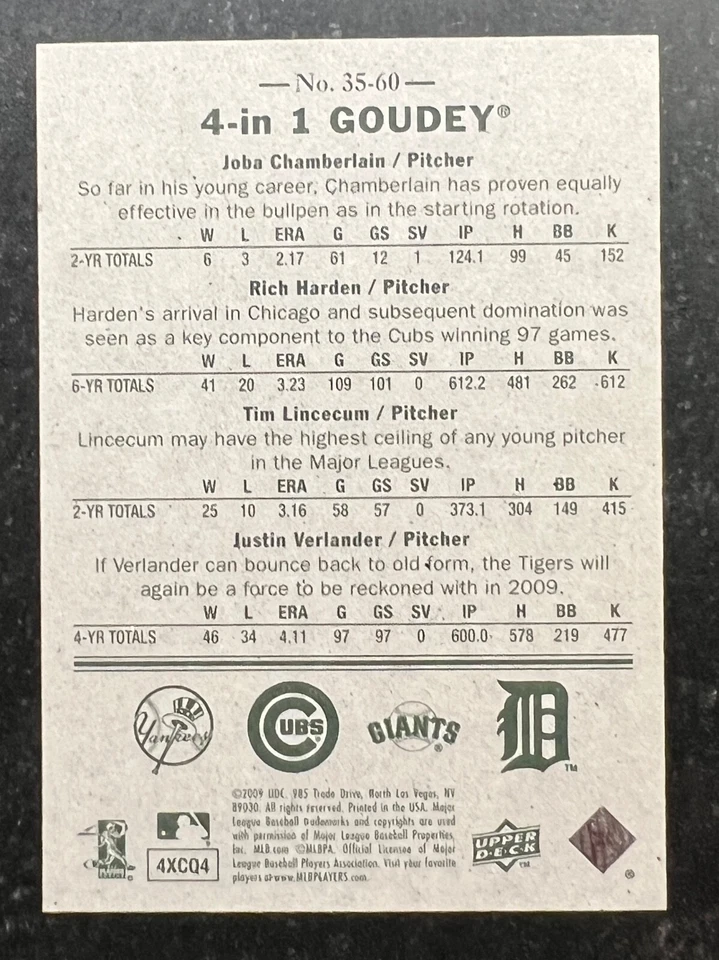 No. 35-60
4-in 1 GOUDEY®
Joba Chamberlain / Pitcher
So far in his young career, Chamberlain has proven equally
effective in the bullpen as in the starting rotation.
W L ERA G GS SV IP H BB K
2-YR TOTALS 6 3 2.17 61 12 1 124.1 99 45 152
Rich Harden / Pitcher
Harden's arrival in Chicago and subsequent domination was
seen as a key component to the Cubs winning 97 games.
W L ERA G GS SV IP H BB K
6-YR TOTALS 41 20 3.23 109 101 0 612.2 481 262 612
Tim Lincecum / Pitcher
Lincecum may have the highest ceiling of any young pitcher
in the Major Leagues.
W L ERA G GS SV IP H BB K
2-YR TOTALS 25 10 3.16 58 57 0 373.1 304 149 415
Justin Verlander / Pitcher
If Verlander can bounce back to old form, the Tigers will
again be a force to be reckoned with in 2009.
W L ERA G GS SV IP H BB K
4-YR TOTALS 46 34 4.11 97 97 0 600.0 578 219 477
Yankees CUBS GIANTS® D TM
©2009 UDC. 985 Trade Drive, North Las Vegas, NV
89030. All rights reserved. Printed in the USA. Major
League Baseball trademarks and copyrights are used
with permission of Major League Baseball Properties,
Inc. MLB.com ©MLBPA. Official Licensee of Major
League Baseball Players Association. Visit your favorite
players at www.MLBPLAYERS.com.
4XCQ4
UPPER
D·E·C·K
TM
®